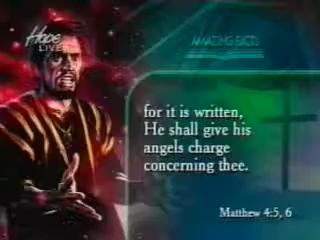 Hope
LIVE
AMAZING FACTS
for it is written,
He shall give his
angels charge
concerning thee.
Matthew 4:5, 6